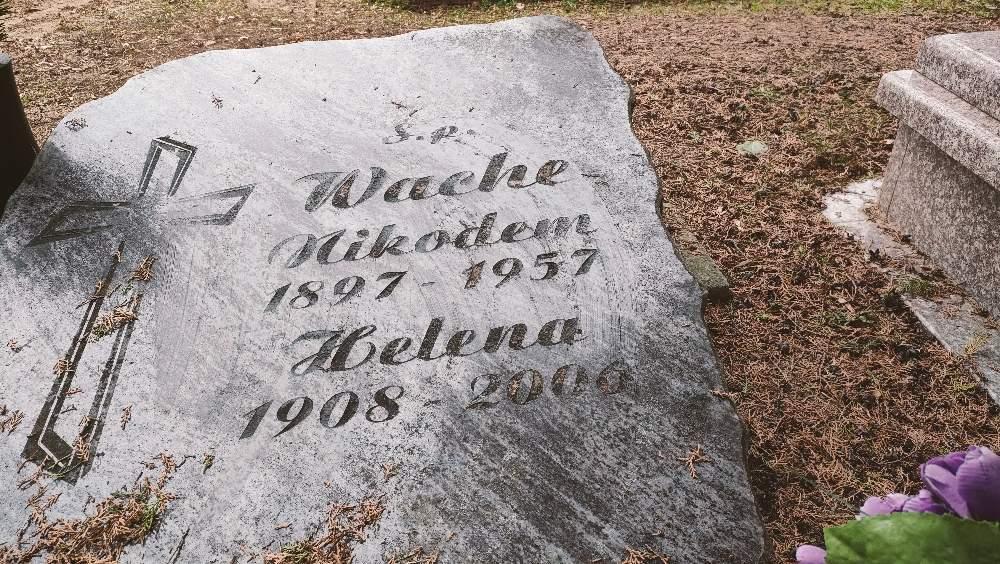 Ś.P.
Wache
Nikodem
1897 - 1957
Helena
1908 - 2006